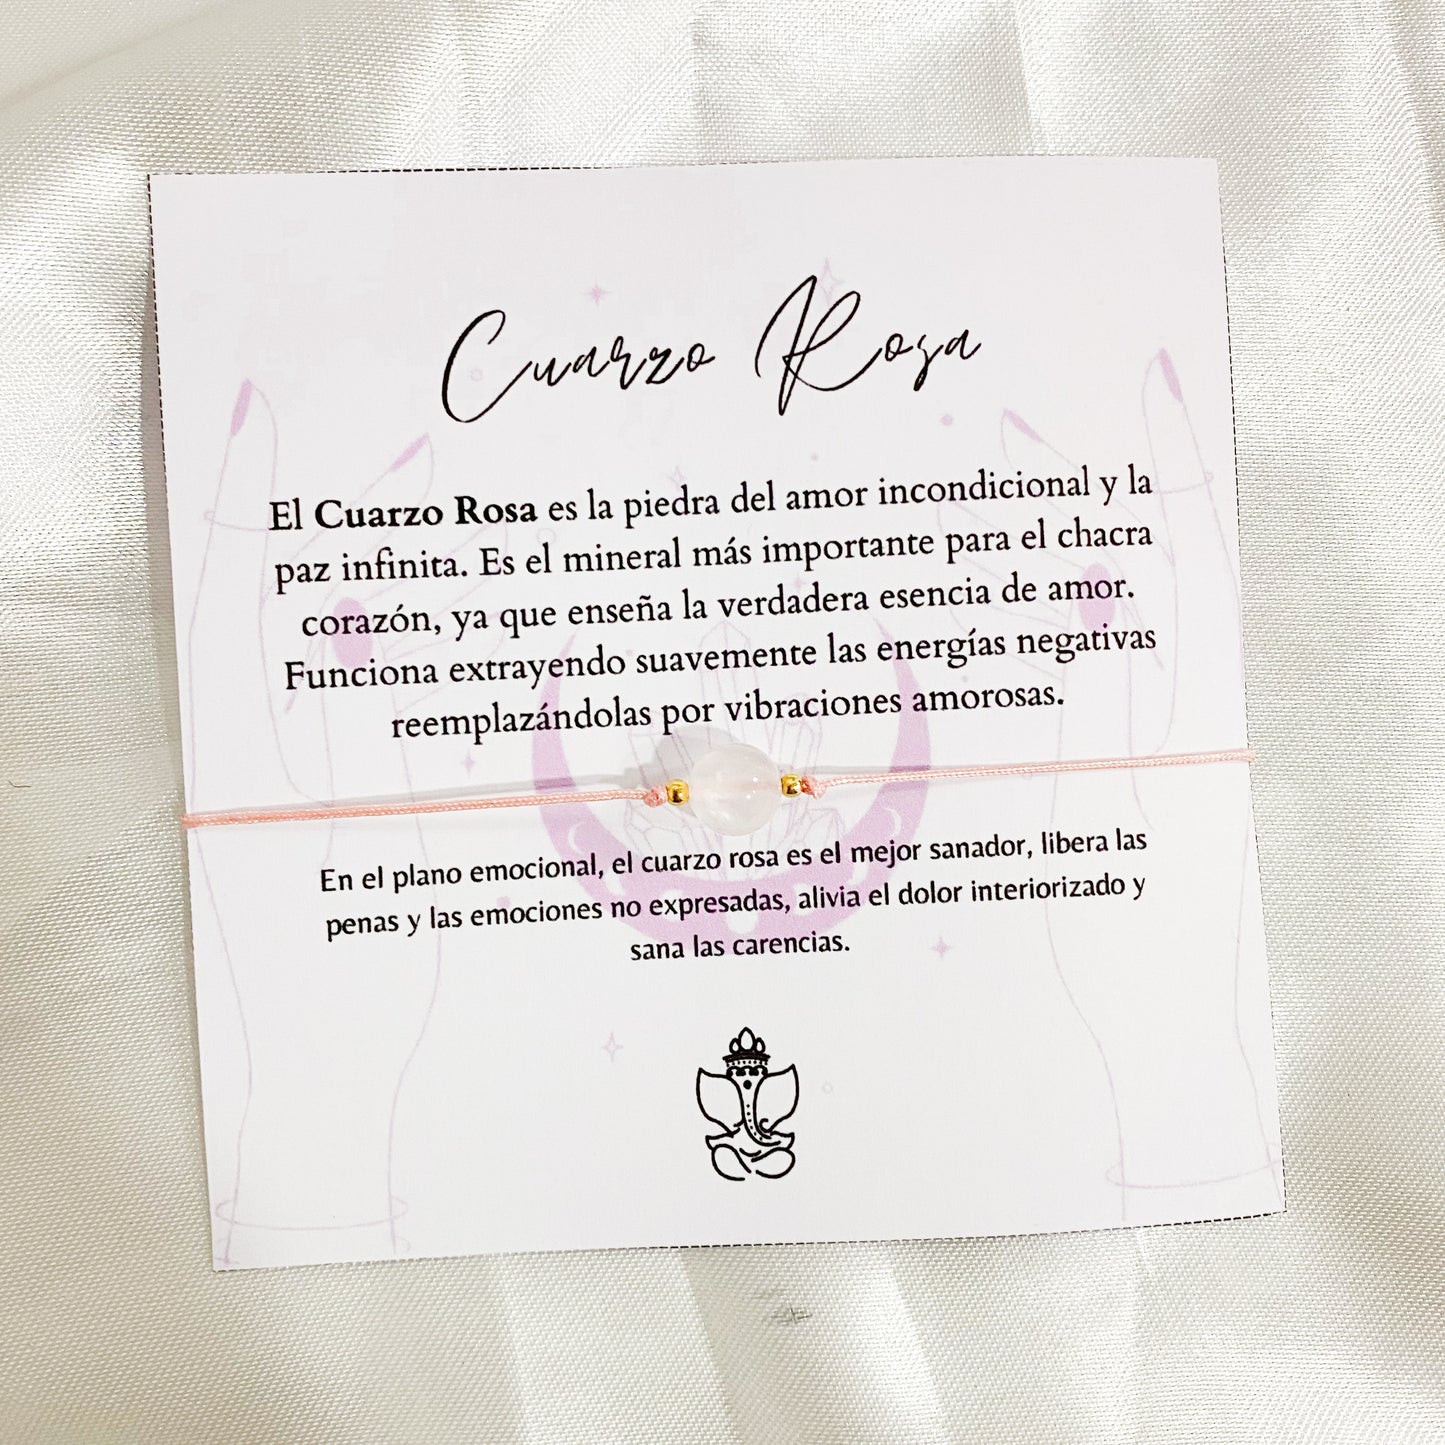 Cuarzo Rosa
El Cuarzo Rosa es la piedra del amor incondicional y la
paz infinita. Es el mineral más importante para el chacra
corazón, ya que enseña la verdadera esencia de amor.
Funciona extrayendo suavemente las energías negativas
reemplazándolas por vibraciones amorosas.
En el plano emocional, el cuarzo rosa es el mejor sanador, libera las
penas y las emociones no expresadas, alivia el dolor interiorizado y
sana las carencias.